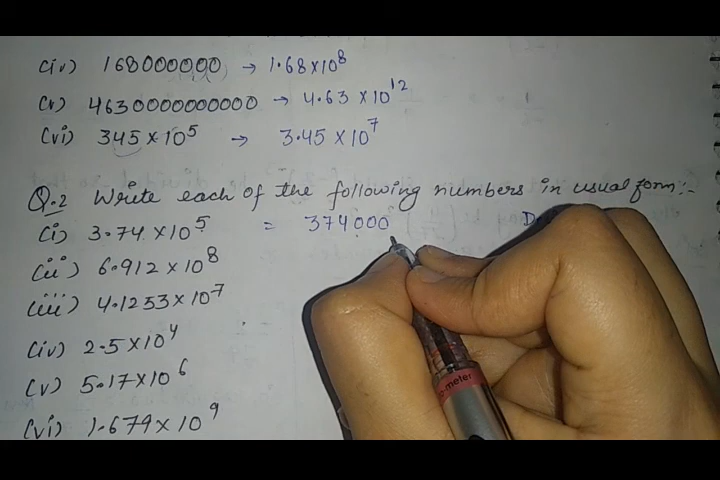 (iv) 168000000 → 1.68×10⁸
(v) 4630000000000 → 4.63 × 10¹²
(vi) 345×10⁵ → 3.45 × 10⁷
Q.2 Write each of the following numbers in usual form:-
(i) 3.74 × 10⁵ = 374000
(ii) 6.912 × 10⁸
(iii) 4.1253×10⁷
(iv) 2.5×10⁴
(v) 5.17×10⁶
(vi) 1.679× 10⁹